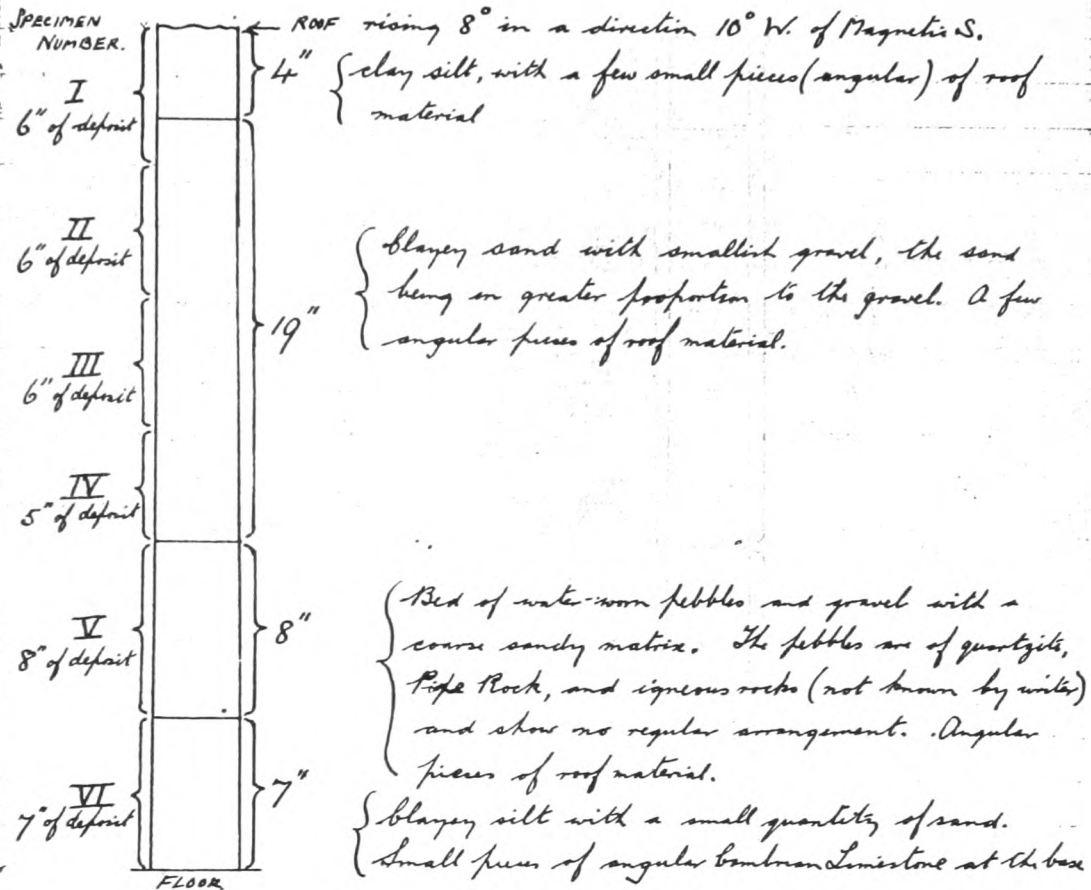 SPECIMEN
NUMBER.
ROOF rising 8° in a direction 10° W. of Magnetic S.
I
6" of deposit
4"
clay silt, with a few small pieces (angular) of roof
material
II
6" of deposit
III
6" of deposit
IV
5" of deposit
19"
Clayey sand with smallish gravel, the sand
being in greater proportion to the gravel. A few
angular pieces of roof material.
V
8" of deposit
8"
Bed of water-worn pebbles and gravel with a
coarse sandy matrix. The pebbles are of quartzite,
Pipe Rock, and igneous rocks (not known by writer)
and show no regular arrangement. Angular
pieces of roof material.
VI
7" of deposit
7"
Clayey silt with a small quantity of sand.
Small pieces of angular Cambrian Limestone at the base
FLOOR